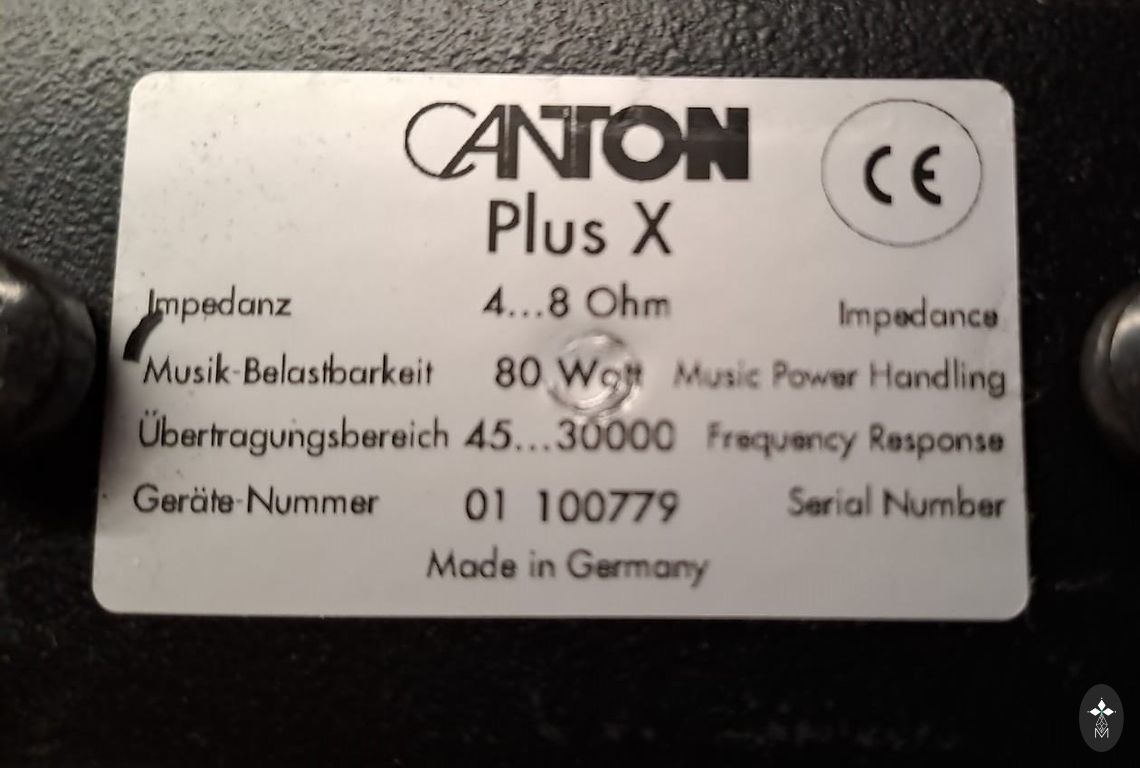 CANTON
CE
Plus X
Impedanz 4...8 Ohm Impedance
Musik-Belastbarkeit 80 Watt Music Power Handling
Übertragungsbereich 45...30000 Frequency Response
Geräte-Nummer 01 100779 Serial Number
Made in Germany
M